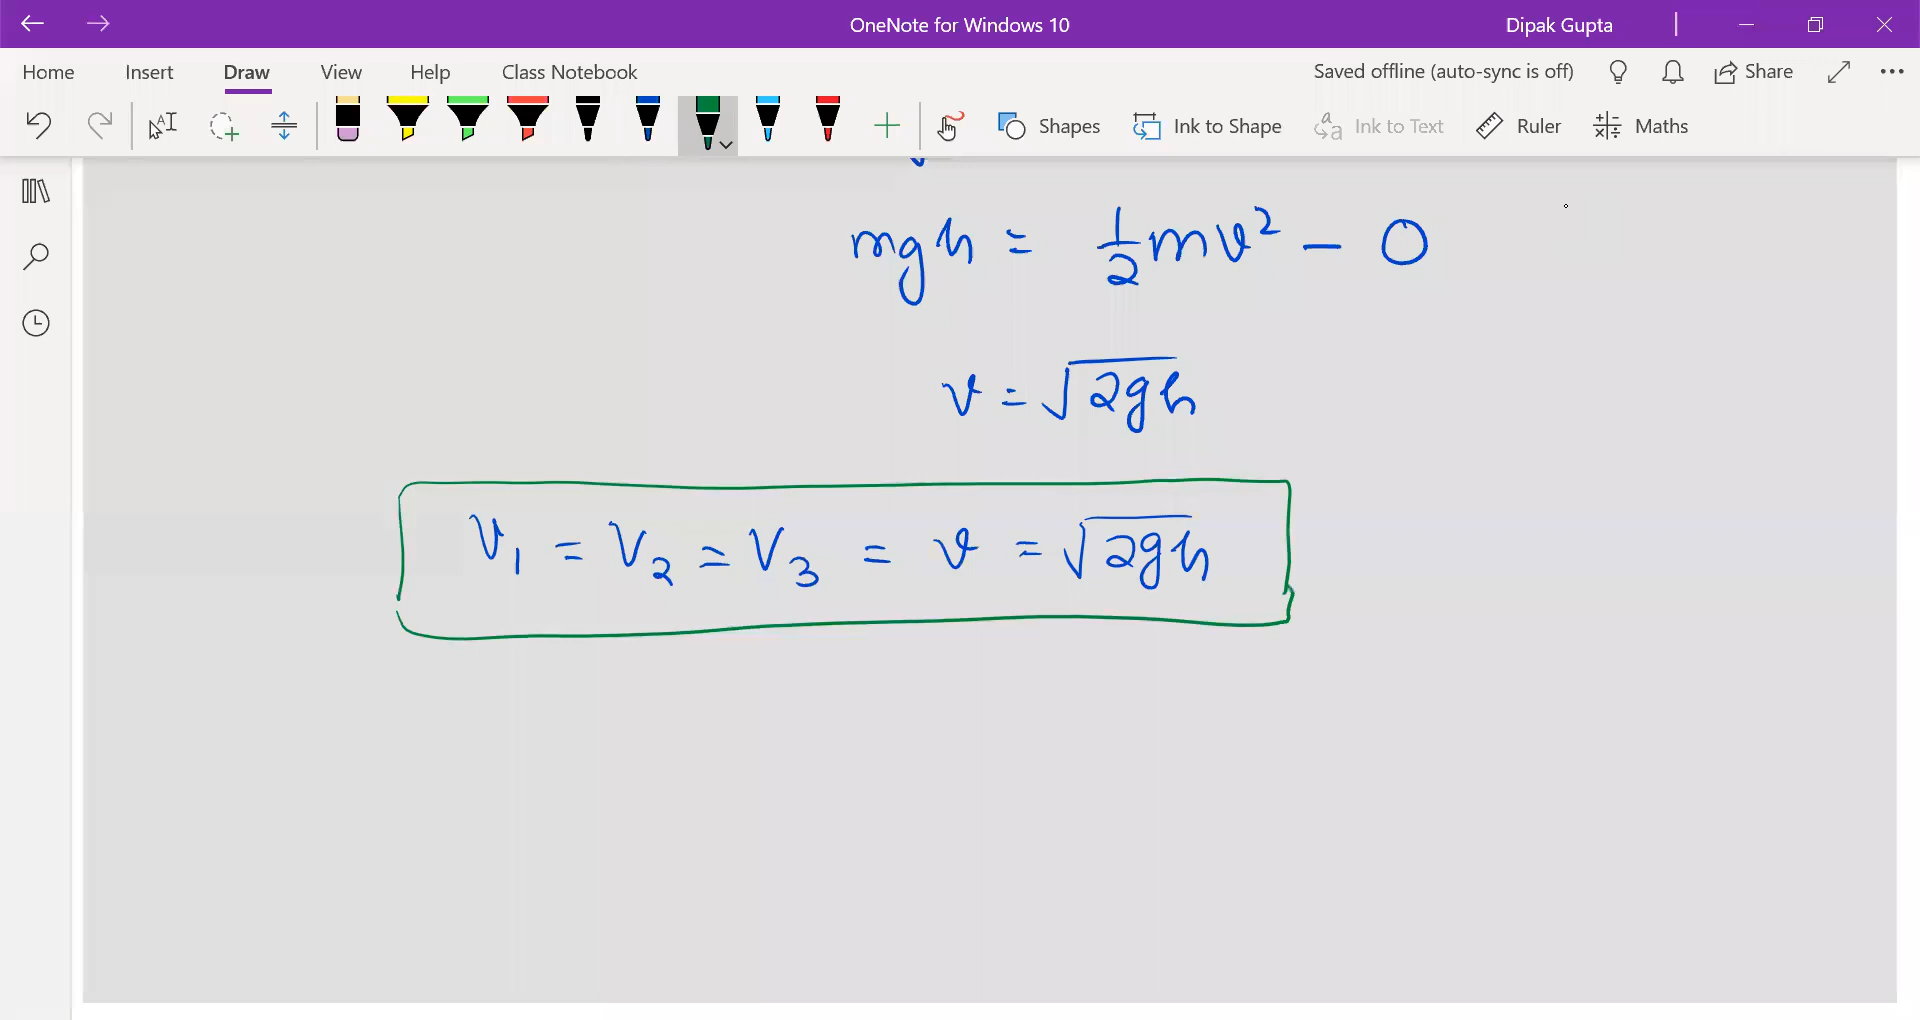 OneNote for Windows 10 Dipak Gupta
Home Insert Draw View Help Class Notebook Saved offline (auto-sync is off) Share
Shapes Ink to Shape Ink to Text Ruler Maths
mgh = ½mv² - 0
v = √2gh
V₁ = V₂ = V₃ = v = √2gh